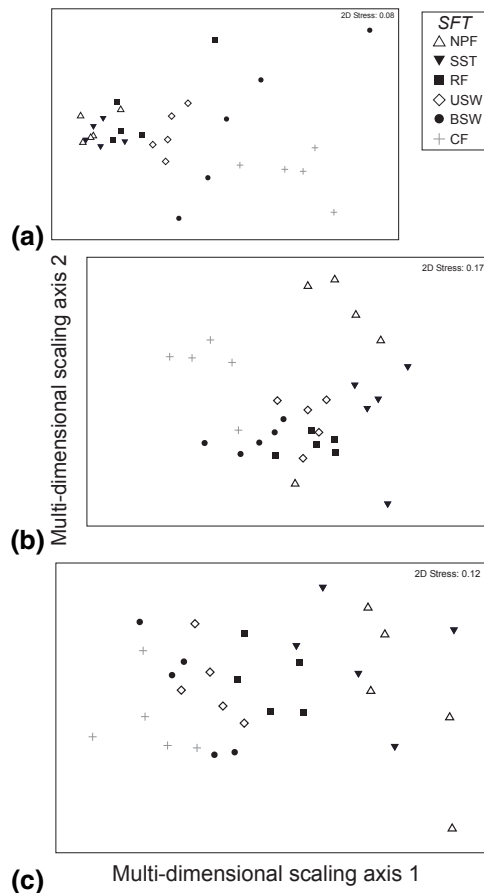 2D Stress: 0.08
SFT
NPF
SST
RF
USW
BSW
CF
(a)
Multi-dimensional scaling axis 2
2D Stress: 0.17
(b)
2D Stress: 0.12
(c)
Multi-dimensional scaling axis 1